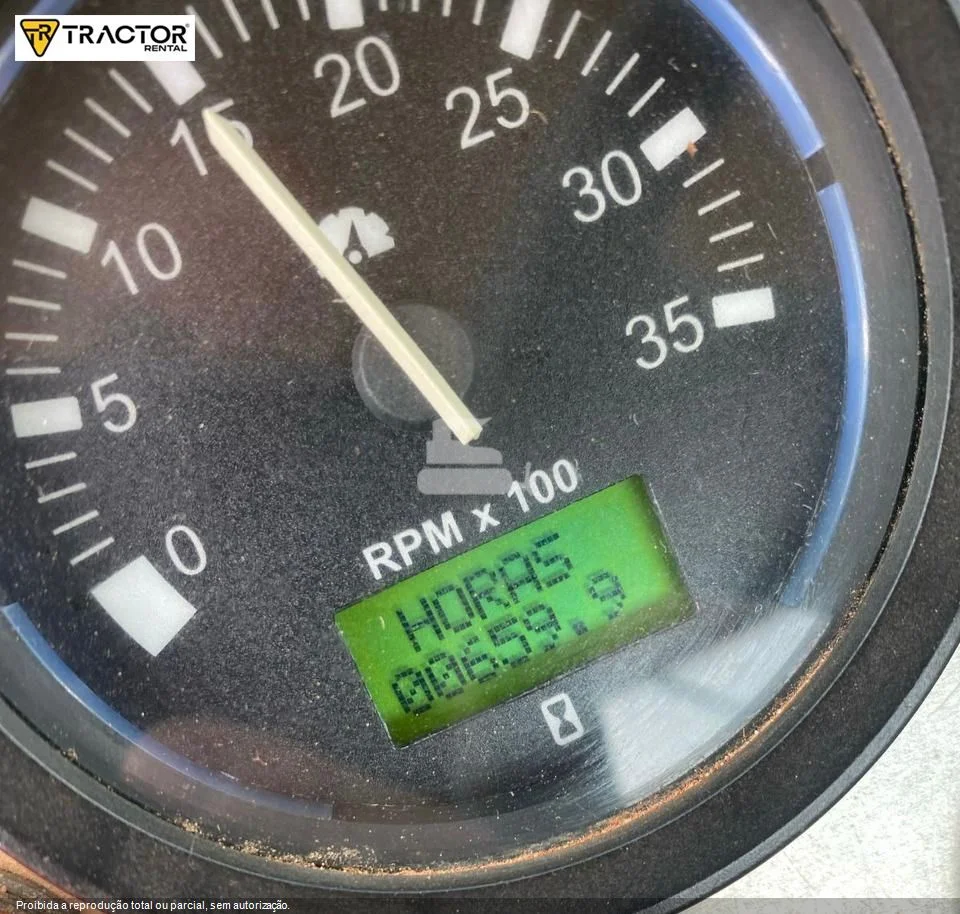 TR TRACTOR
RENTAL
0
5
10
15
20
25
30
35
RPM x 100
HORAS
00659.9
Proibida a reprodução total ou parcial, sem autorização.